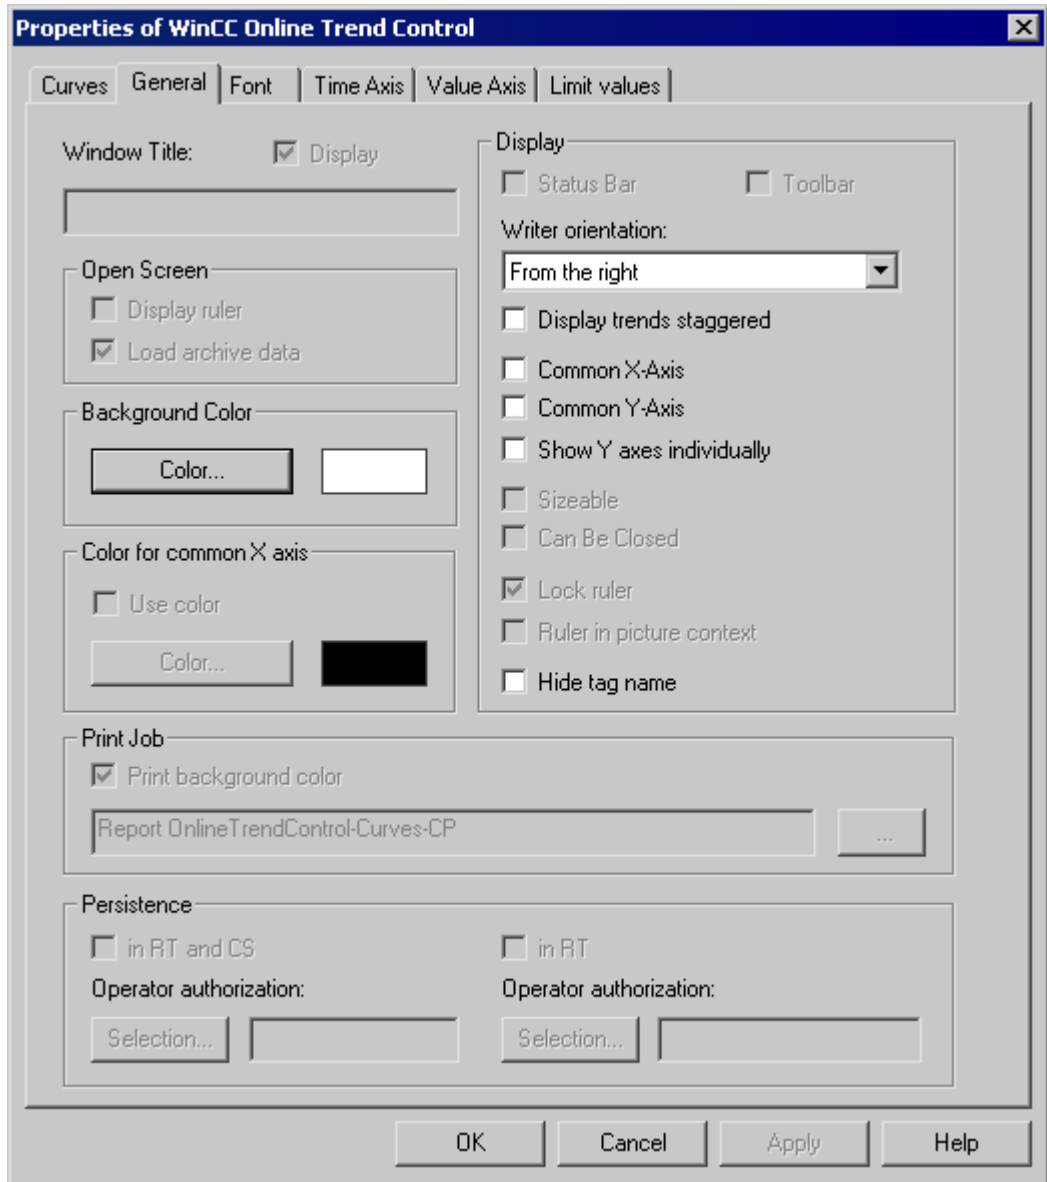 Properties of WinCC Online Trend Control
Curves General Font Time Axis Value Axis Limit values
Window Title: Display
Open Screen
Display ruler
Load archive data
Background Color
Color...
Color for common X axis
Use color
Color...
Display
Status Bar Toolbar
Writer orientation:
From the right
Display trends staggered
Common X-Axis
Common Y-Axis
Show Y axes individually
Sizeable
Can Be Closed
Lock ruler
Ruler in picture context
Hide tag name
Print Job
Print background color
Report OnlineTrendControl-Curves-CP
...
Persistence
in RT and CS in RT
Operator authorization: Operator authorization:
Selection... Selection...
OK Cancel Apply Help